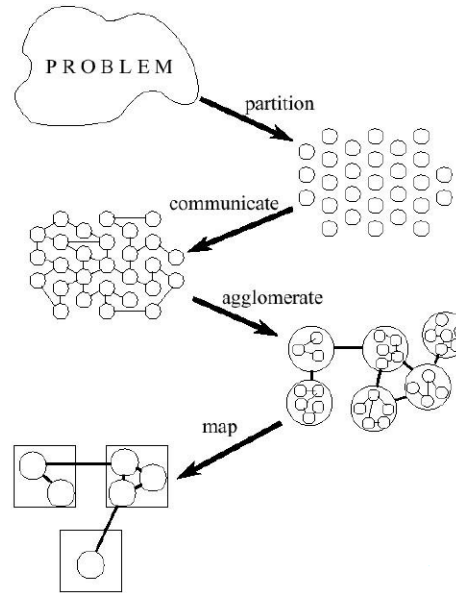 PROBLEM
partition
communicate
agglomerate
map